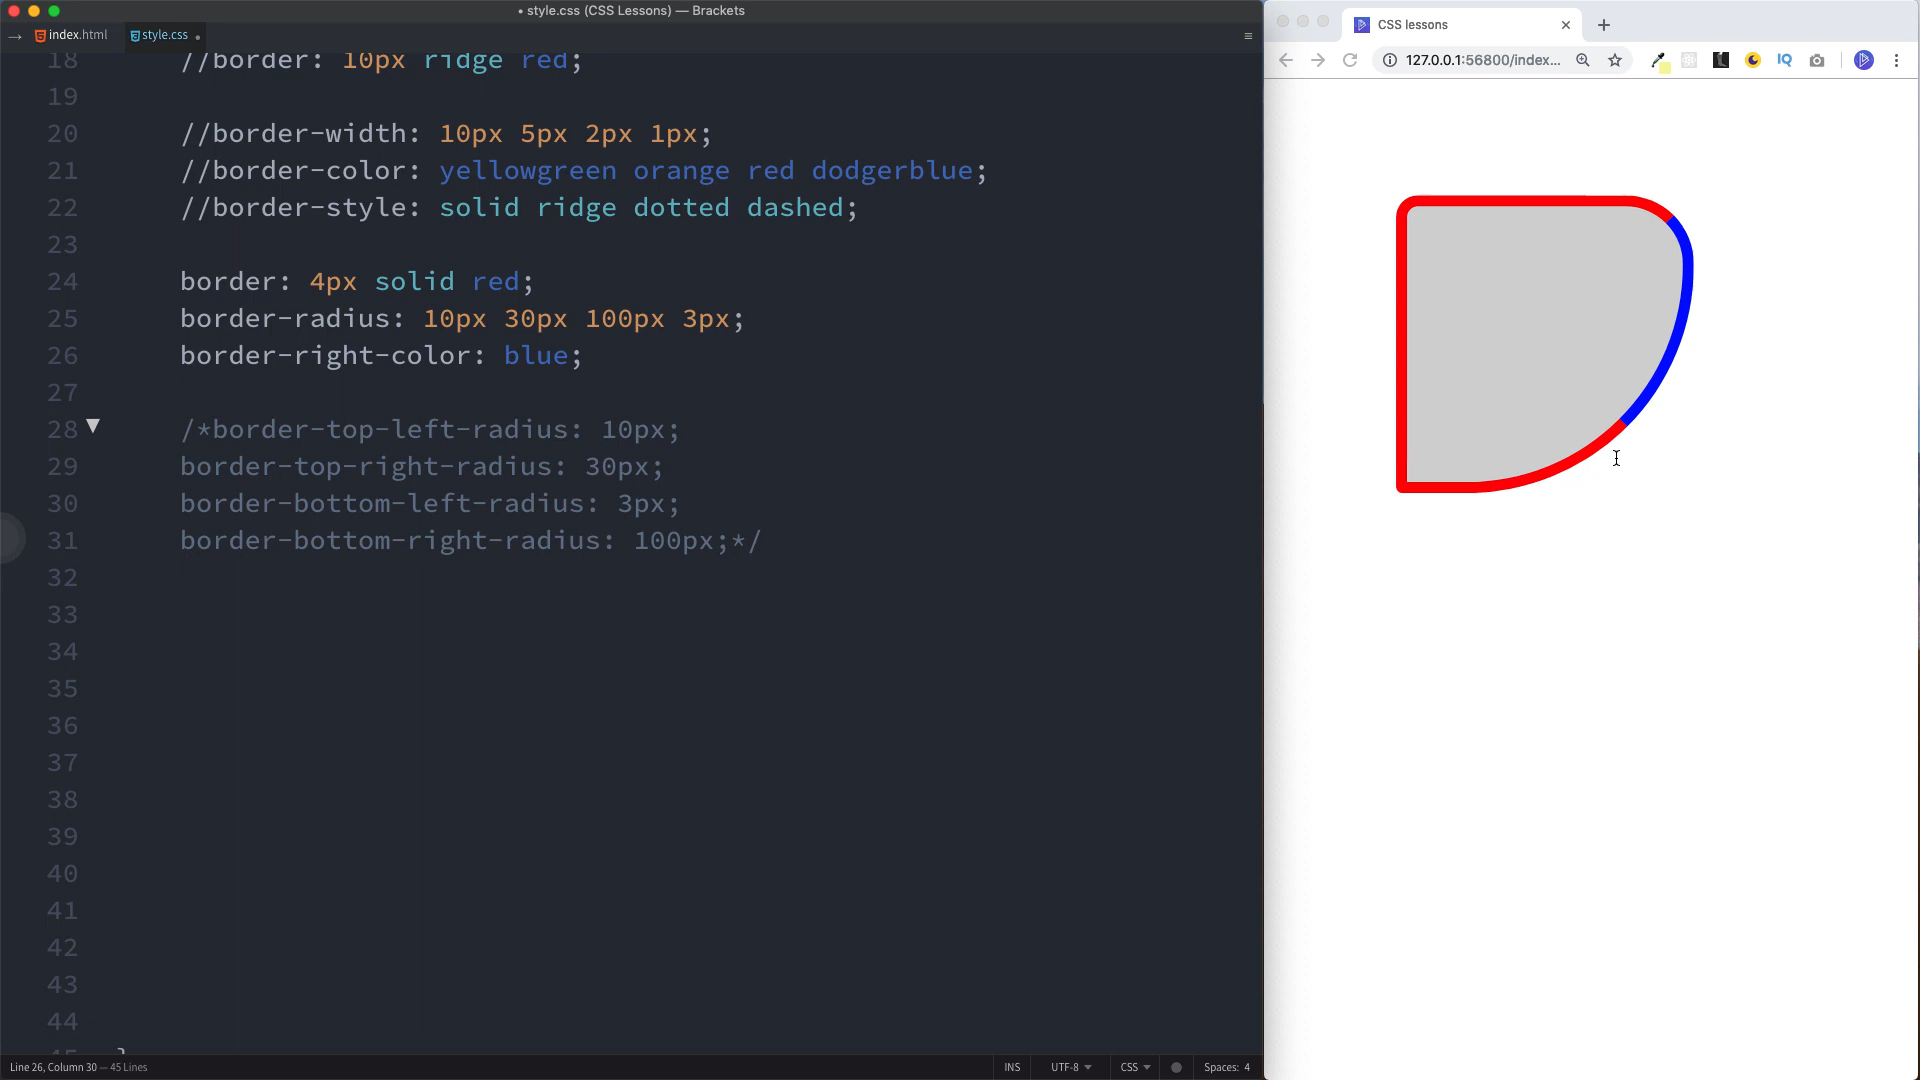 • style.css (CSS Lessons) — Brackets
index.html
style.css
18 //border: 10px ridge red;
19
20 //border-width: 10px 5px 2px 1px;
21 //border-color: yellowgreen orange red dodgerblue;
22 //border-style: solid ridge dotted dashed;
23
24 border: 4px solid red;
25 border-radius: 10px 30px 100px 3px;
26 border-right-color: blue;
27
28 /*border-top-left-radius: 10px;
29 border-top-right-radius: 30px;
30 border-bottom-left-radius: 3px;
31 border-bottom-right-radius: 100px;*/
32
33
34
35
36
37
38
39
40
41
42
43
44
45 }
Line 26, Column 30 — 45 Lines
INS UTF-8 CSS Spaces: 4
CSS lessons
127.0.0.1:56800/index...
IQ